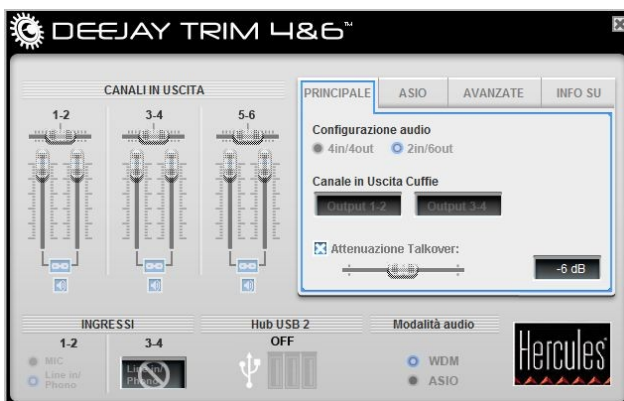 DEEJAY TRIM 4&6™
CANALI IN USCITA
1-2 3-4 5-6
PRINCIPALE ASIO AVANZATE INFO SU
Configurazione audio
4in/4out 2in/6out
Canale in Uscita Cuffie
Output 1-2 Output 3-4
Attenuazione Talkover:
-6 dB
INGRESSI
1-2 3-4
MIC
Line in/
Phono
Line in/
Phono
Hub USB 2
OFF
Modalità audio
WDM
ASIO
Hercules